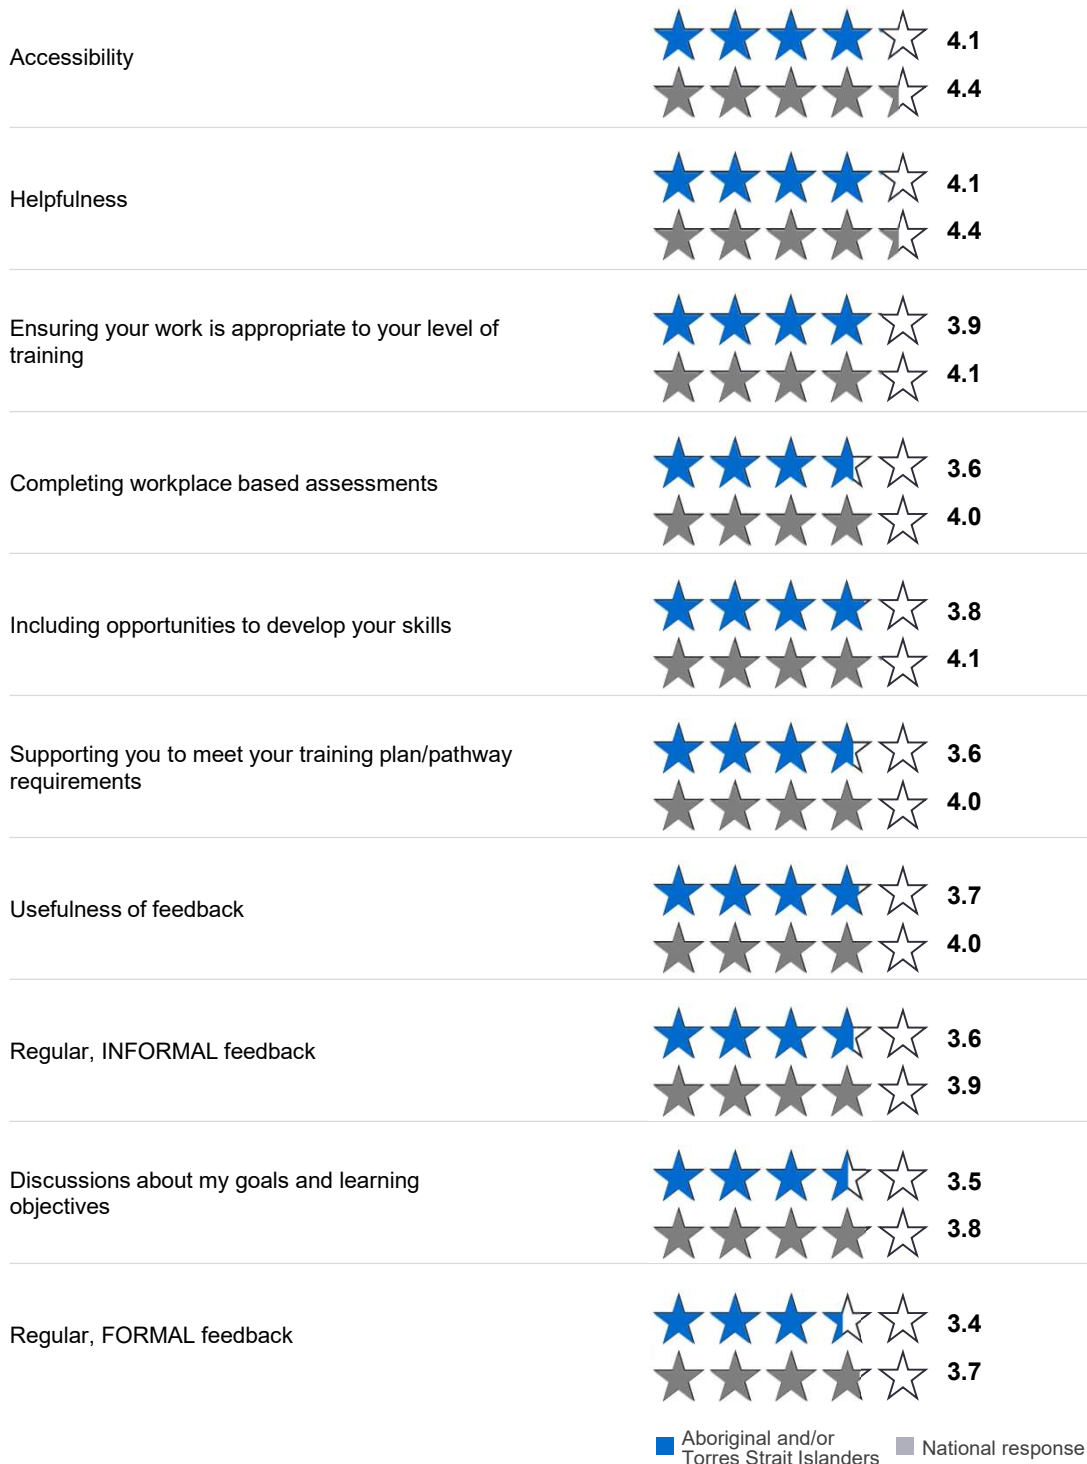 Accessibility
4.1
4.4
Helpfulness
4.1
4.4
Ensuring your work is appropriate to your level of
training
3.9
4.1
Completing workplace based assessments
3.6
4.0
Including opportunities to develop your skills
3.8
4.1
Supporting you to meet your training plan/pathway
requirements
3.6
4.0
Usefulness of feedback
3.7
4.0
Regular, INFORMAL feedback
3.6
3.9
Discussions about my goals and learning
objectives
3.5
3.8
Regular, FORMAL feedback
3.4
3.7
Aboriginal and/or
Torres Strait Islanders
National response